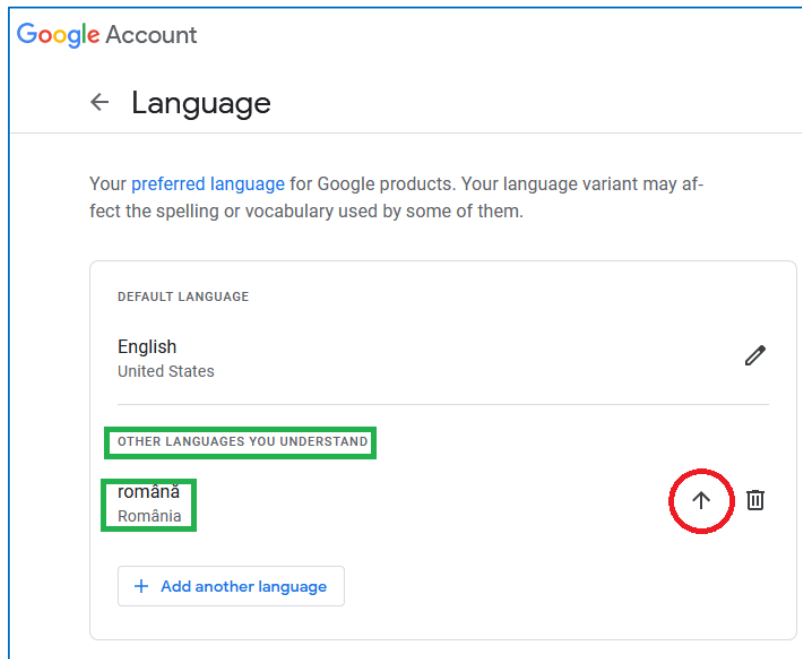 Google Account
Language
Your preferred language for Google products. Your language variant may af-
fect the spelling or vocabulary used by some of them.
DEFAULT LANGUAGE
English
United States
OTHER LANGUAGES YOU UNDERSTAND
română
România
+ Add another language